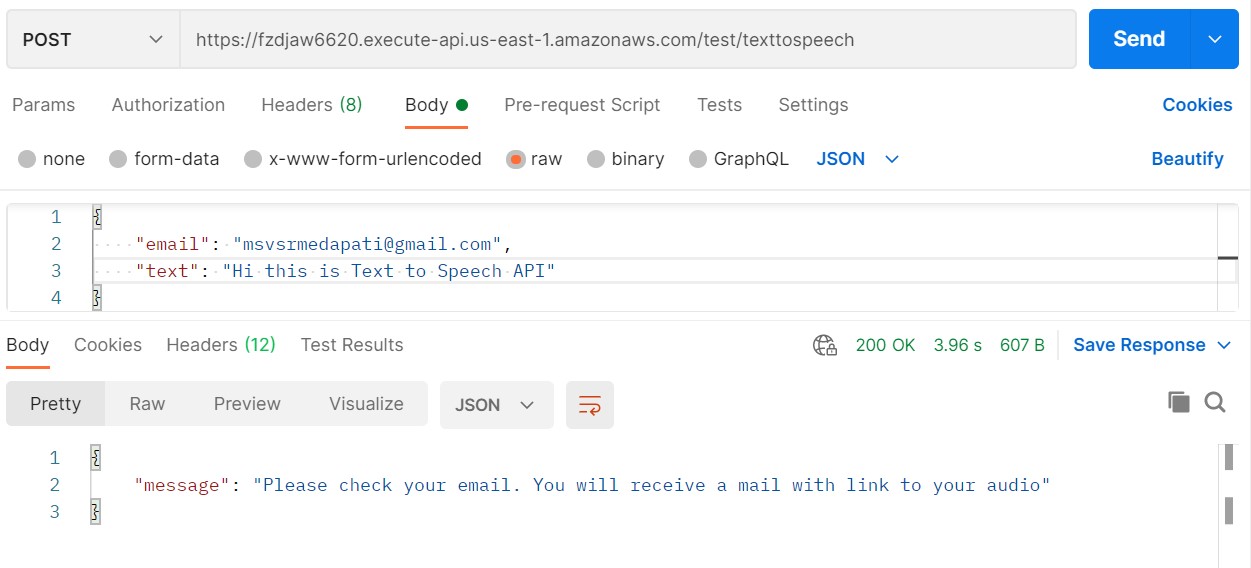 POST https://fzdjaw6620.execute-api.us-east-1.amazonaws.com/test/texttospeech Send
Params Authorization Headers (8) Body Pre-request Script Tests Settings Cookies
none form-data x-www-form-urlencoded raw binary GraphQL JSON Beautify
1 {
2 "email": "msvsrmedapati@gmail.com",
3 "text": "Hi this is Text to Speech API"
4 }
Body Cookies Headers (12) Test Results 200 OK 3.96 s 607 B Save Response
Pretty Raw Preview Visualize JSON
1 {
2 "message": "Please check your email. You will receive a mail with link to your audio"
3 }